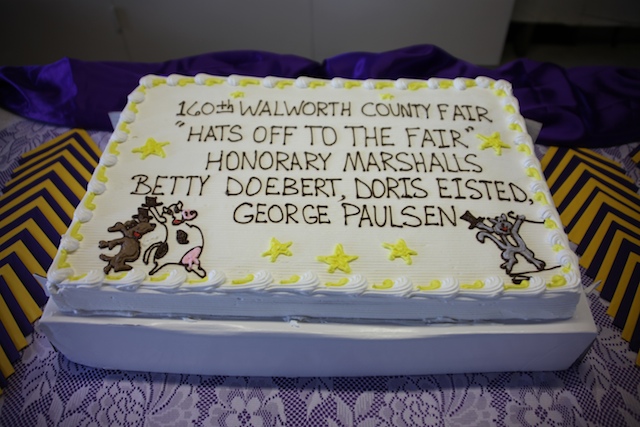 160th WALWORTH COUNTY FAIR
"HATS OFF TO THE FAIR"
HONORARY MARSHALLS
BETTY DOEBERT, DORIS EISTED,
GEORGE PAULSEN